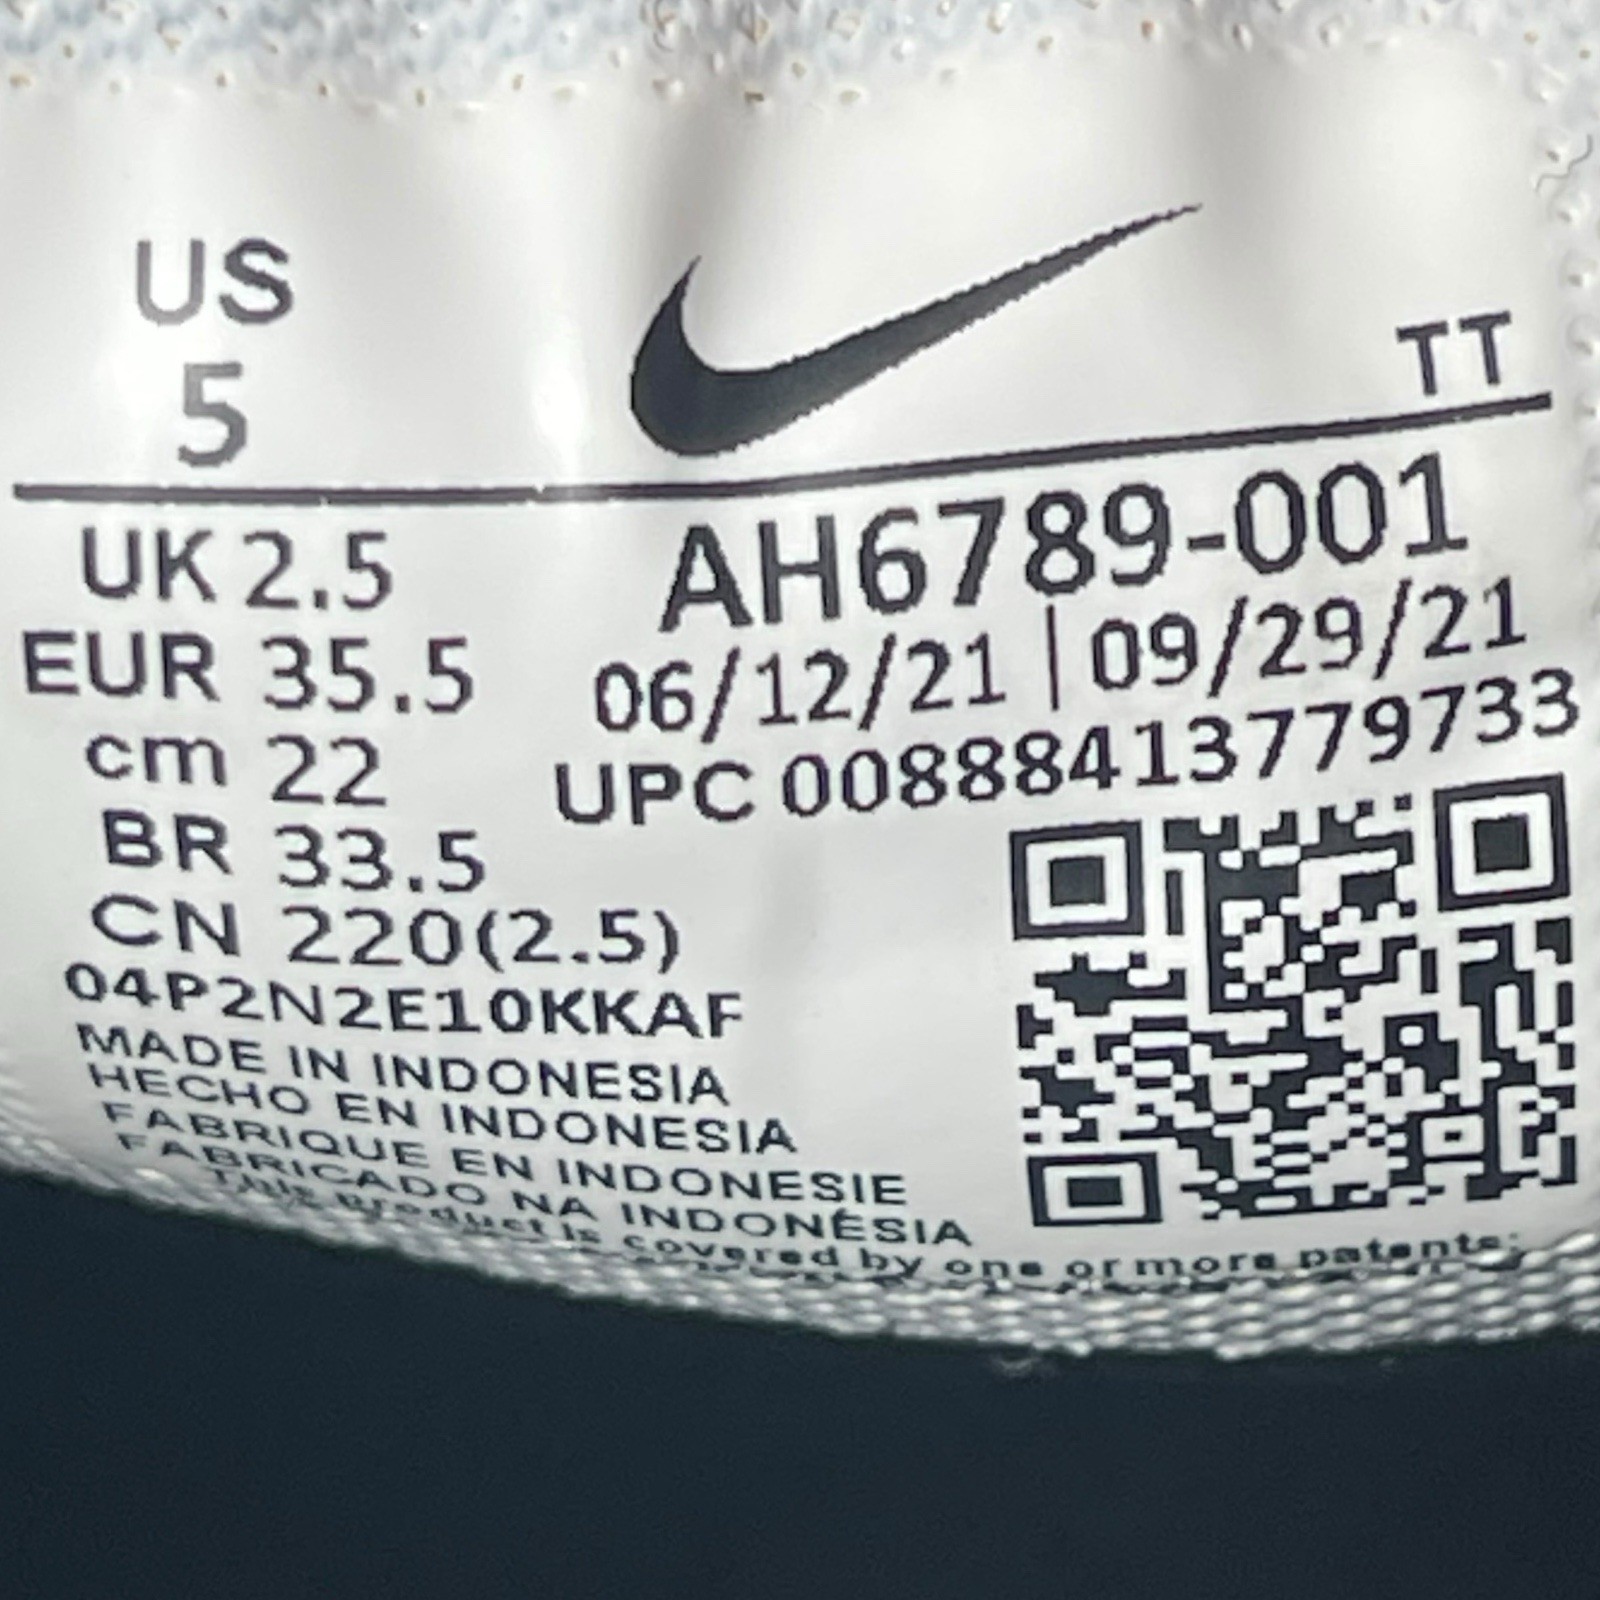 US
5
TT
UK 2.5
EUR 35.5
cm 22
BR 33.5
CN 220(2.5)
AH6789-001
06/12/21 | 09/29/21
UPC 00888413779733
04P2N2E10KKAF
MADE IN INDONESIA
HECHO EN INDONESIA
FABRIQUE EN INDONESIE
FABRICADO NA INDONÉSIA
This product is covered by one or more patents: